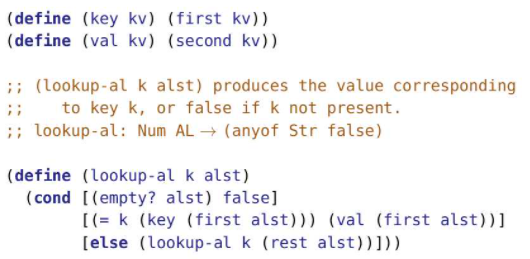 (define (key kv) (first kv))
(define (val kv) (second kv))
;; (lookup-al k alst) produces the value corresponding
;;    to key k, or false if k not present.
;; lookup-al: Num AL → (anyof Str false)
(define (lookup-al k alst)
  (cond [(empty? alst) false]
        [(= k (key (first alst))) (val (first alst))]
        [else (lookup-al k (rest alst))]))